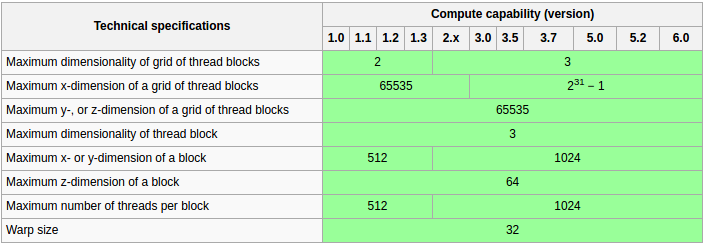 Technical specifications
Compute capability (version)
1.0 1.1 1.2 1.3 2.x 3.0 3.5 3.7 5.0 5.2 6.0
Maximum dimensionality of grid of thread blocks 2 3
Maximum x-dimension of a grid of thread blocks 65535 2³¹ − 1
Maximum y-, or z-dimension of a grid of thread blocks 65535
Maximum dimensionality of thread block 3
Maximum x- or y-dimension of a block 512 1024
Maximum z-dimension of a block 64
Maximum number of threads per block 512 1024
Warp size 32